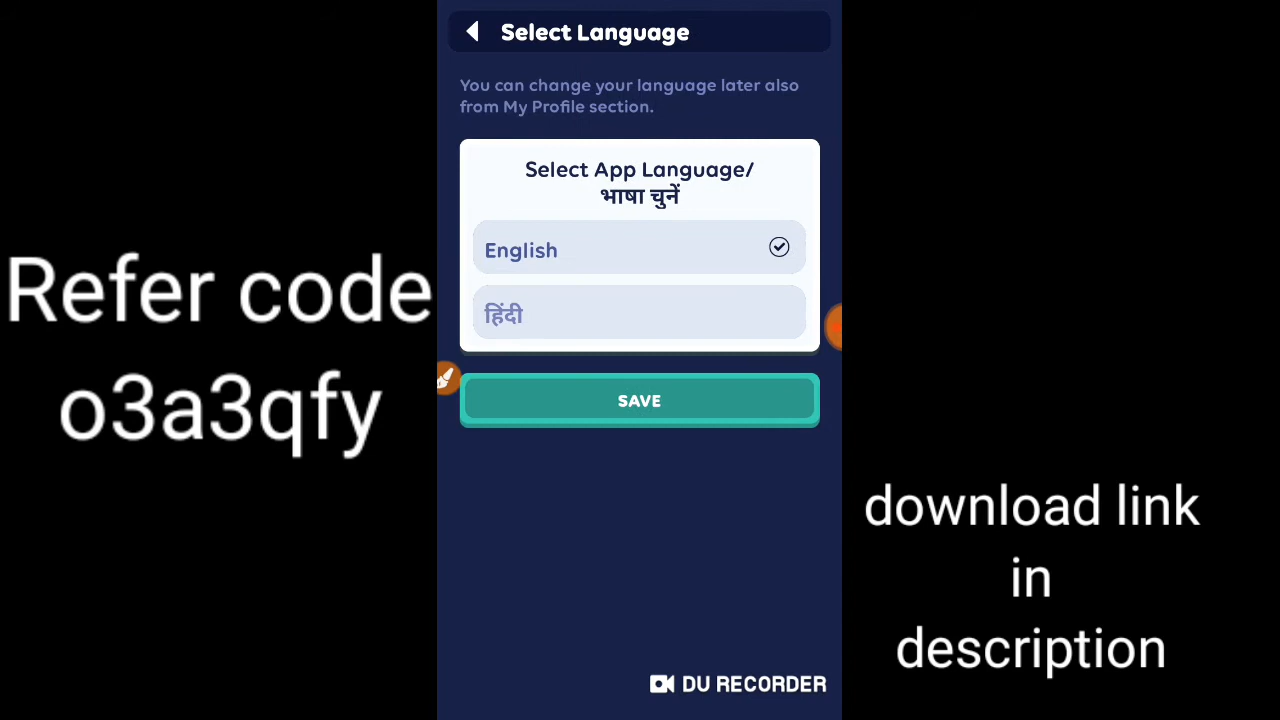 Select Language
You can change your language later also
from My Profile section.
Select App Language/
भाषा चुनें
English
हिंदी
SAVE
Refer code
o3a3qfy
download link
in
description
DU RECORDER